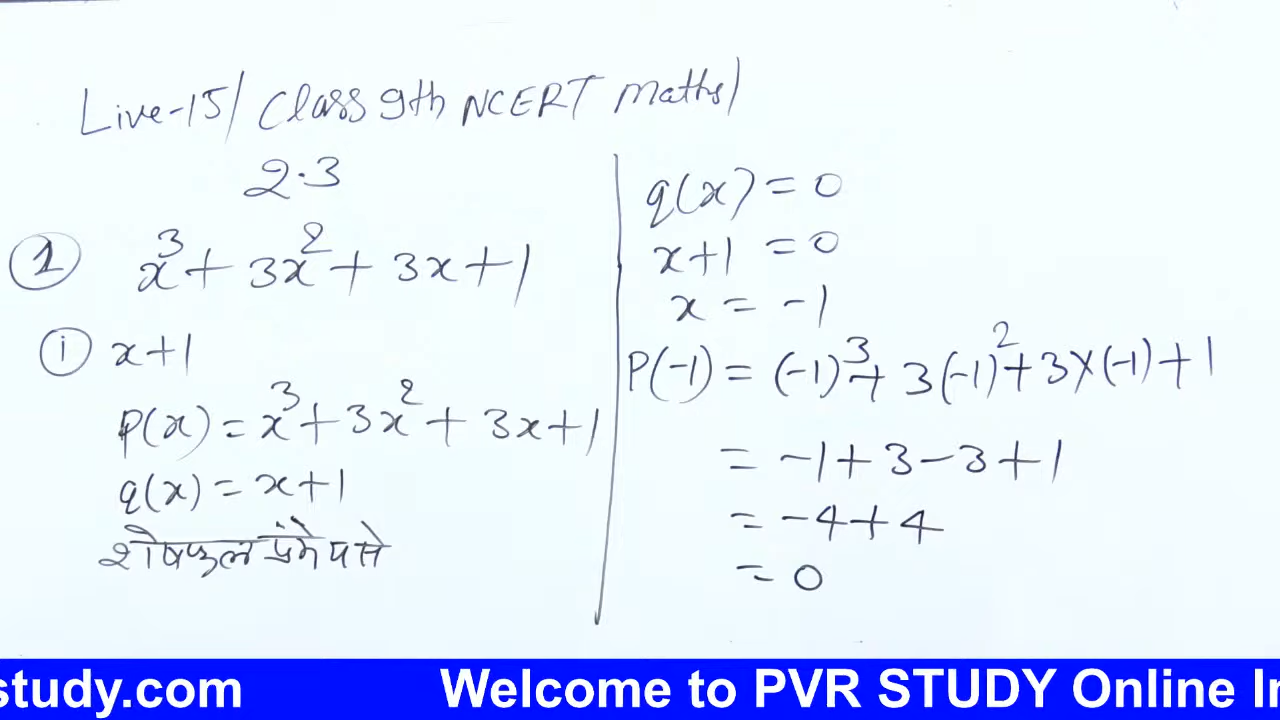 Live-15/ Class 9th NCERT Maths/
2.3
① x³ + 3x² + 3x + 1
ⓘ x+1
P(x) = x³ + 3x² + 3x + 1
q(x) = x+1
शेषफल प्रमेय से
q(x) = 0
x+1 = 0
x = -1
P(-1) = (-1)³ + 3(-1)² + 3×(-1) + 1
= -1 + 3 - 3 + 1
= -4 + 4
= 0
study.com Welcome to PVR STUDY Online In